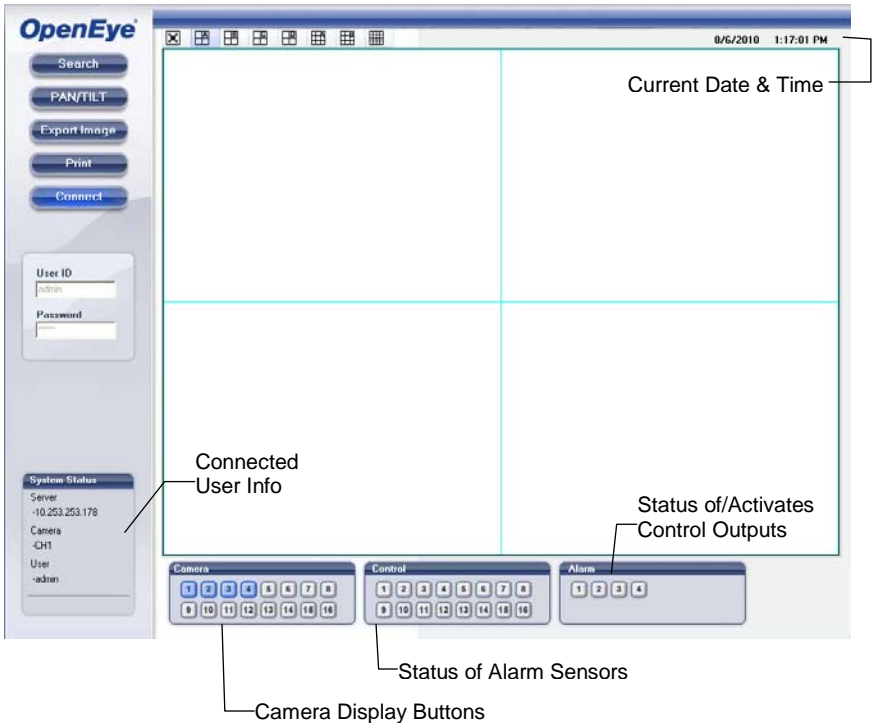 OpenEye
Search
PAN/TILT
Export Image
Print
Connect
8/6/2010 1:17:01 PM
Current Date & Time
User ID
admin
Password
System Status
Server
-10.253.253.178
Camera
-CH1
User
-admin
Connected
User Info
Status of/Activates
Control Outputs
Camera
1 2 3 4 5 6 7 8
9 10 11 12 13 14 15 16
Control
1 2 3 4 5 6 7 8
9 10 11 12 13 14 15 16
Alarm
1 2 3 4
Status of Alarm Sensors
Camera Display Buttons